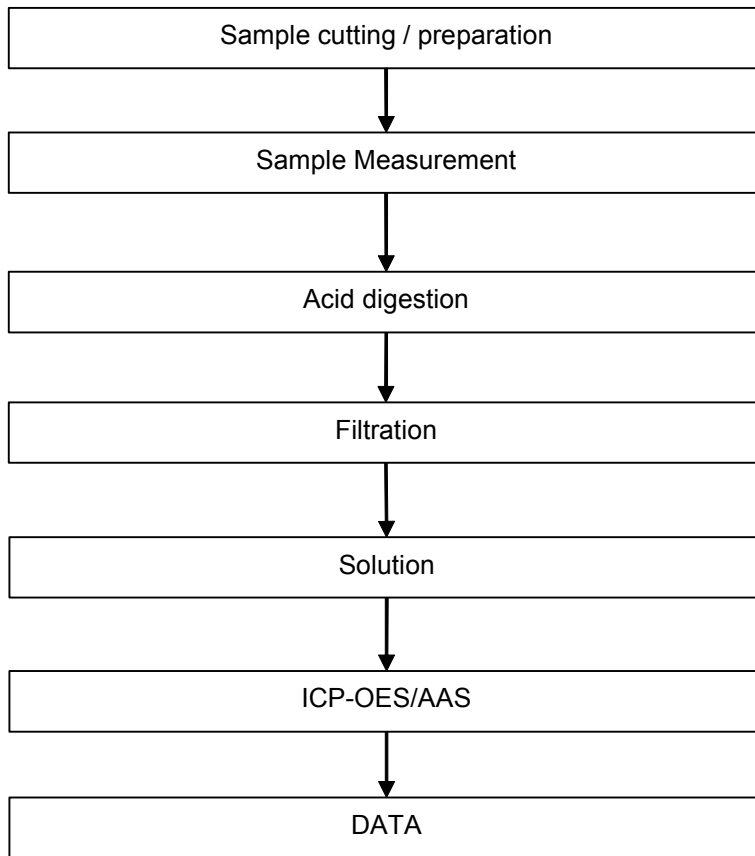 Sample cutting / preparation
Sample Measurement
Acid digestion
Filtration
Solution
ICP-OES/AAS
DATA